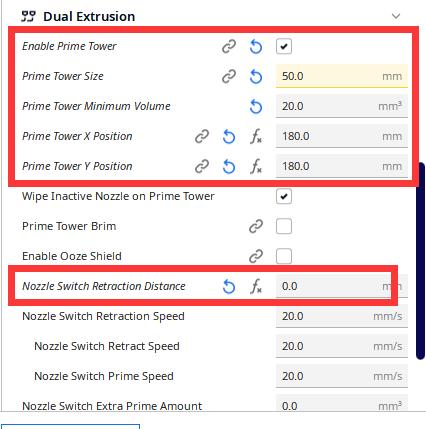 Dual Extrusion
Enable Prime Tower
Prime Tower Size 50.0 mm
Prime Tower Minimum Volume 20.0 mm³
Prime Tower X Position fx 180.0 mm
Prime Tower Y Position fx 180.0 mm
Wipe Inactive Nozzle on Prime Tower
Prime Tower Brim
Enable Ooze Shield
Nozzle Switch Retraction Distance fx 0.0 mm
Nozzle Switch Retraction Speed 20.0 mm/s
Nozzle Switch Retract Speed 20.0 mm/s
Nozzle Switch Prime Speed 20.0 mm/s
Nozzle Switch Extra Prime Amount 0.0 mm³